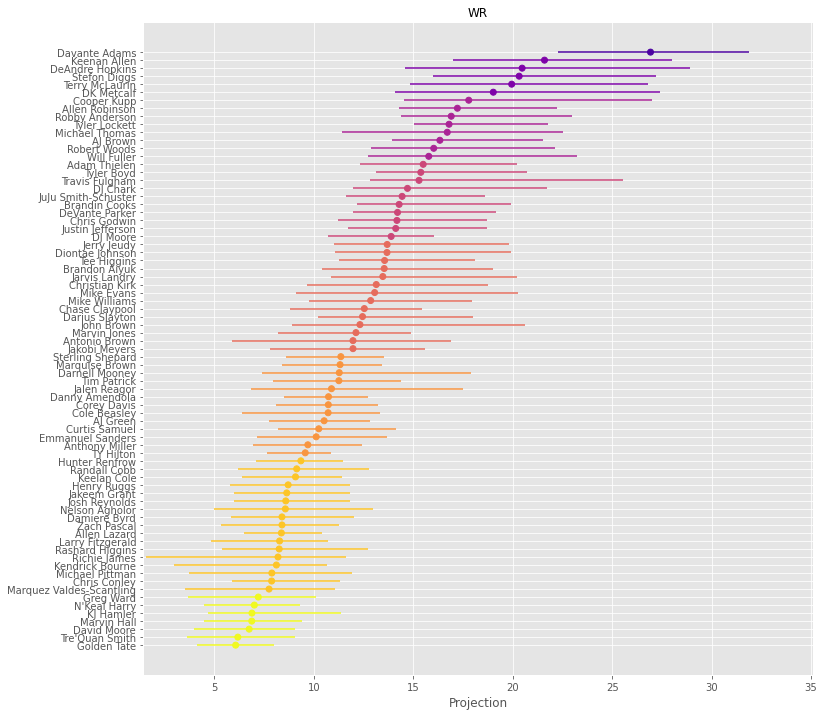 WR
Davante Adams
Keenan Allen
DeAndre Hopkins
Stefon Diggs
Terry McLaurin
DK Metcalf
Cooper Kupp
Allen Robinson
Robby Anderson
Tyler Lockett
Michael Thomas
AJ Brown
Robert Woods
Will Fuller
Adam Thielen
Tyler Boyd
Travis Fulgham
DJ Chark
JuJu Smith-Schuster
Brandin Cooks
DeVante Parker
Chris Godwin
Justin Jefferson
DJ Moore
Jerry Jeudy
Diontae Johnson
Tee Higgins
Brandon Aiyuk
Jarvis Landry
Christian Kirk
Mike Evans
Mike Williams
Chase Claypool
Darius Slayton
John Brown
Marvin Jones
Antonio Brown
Jakobi Meyers
Sterling Shepard
Marquise Brown
Darnell Mooney
Tim Patrick
Jalen Reagor
Danny Amendola
Corey Davis
Cole Beasley
AJ Green
Curtis Samuel
Emmanuel Sanders
Anthony Miller
TY Hilton
Hunter Renfrow
Randall Cobb
Keelan Cole
Henry Ruggs
Jakeem Grant
Josh Reynolds
Nelson Agholor
Damiere Byrd
Zach Pascal
Allen Lazard
Larry Fitzgerald
Rashard Higgins
Richie James
Kendrick Bourne
Michael Pittman
Chris Conley
Marquez Valdes-Scantling
Greg Ward
N'Keal Harry
KJ Hamler
Marvin Hall
David Moore
Tre'Quan Smith
Golden Tate
5 10 15 20 25 30 35
Projection